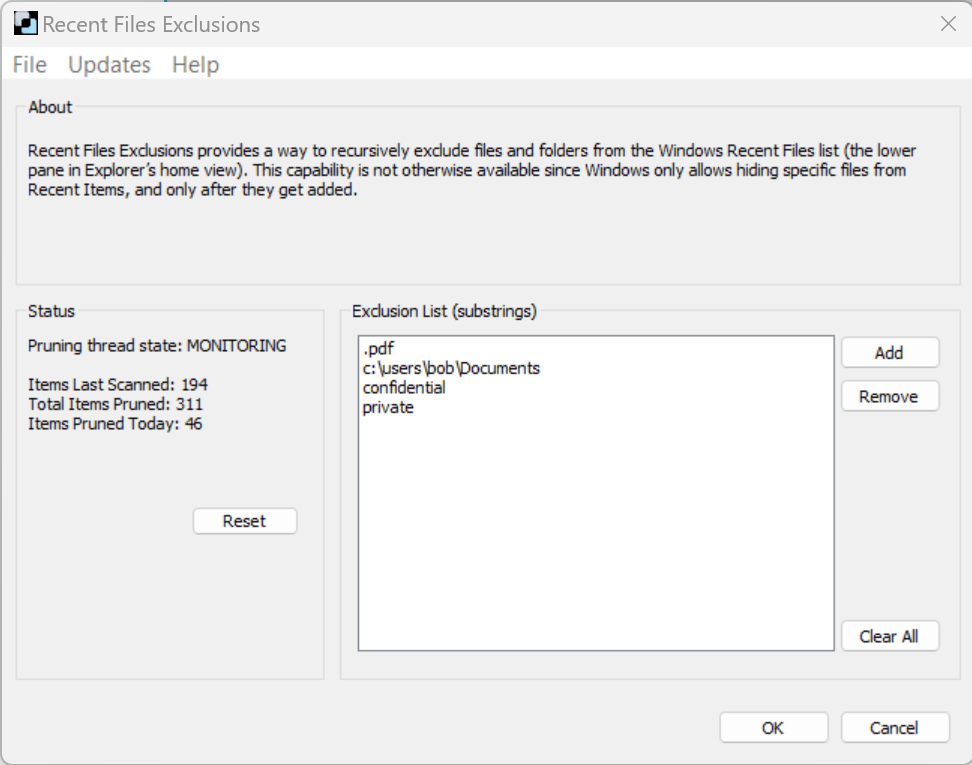 Recent Files Exclusions
File Updates Help
About
Recent Files Exclusions provides a way to recursively exclude files and folders from the Windows Recent Files list (the lower
pane in Explorer’s home view). This capability is not otherwise available since Windows only allows hiding specific files from
Recent Items, and only after they get added.
Status
Pruning thread state: MONITORING
Items Last Scanned: 194
Total Items Pruned: 311
Items Pruned Today: 46
Reset
Exclusion List (substrings)
.pdf
c:\users\bob\Documents
confidential
private
Add
Remove
Clear All
OK
Cancel